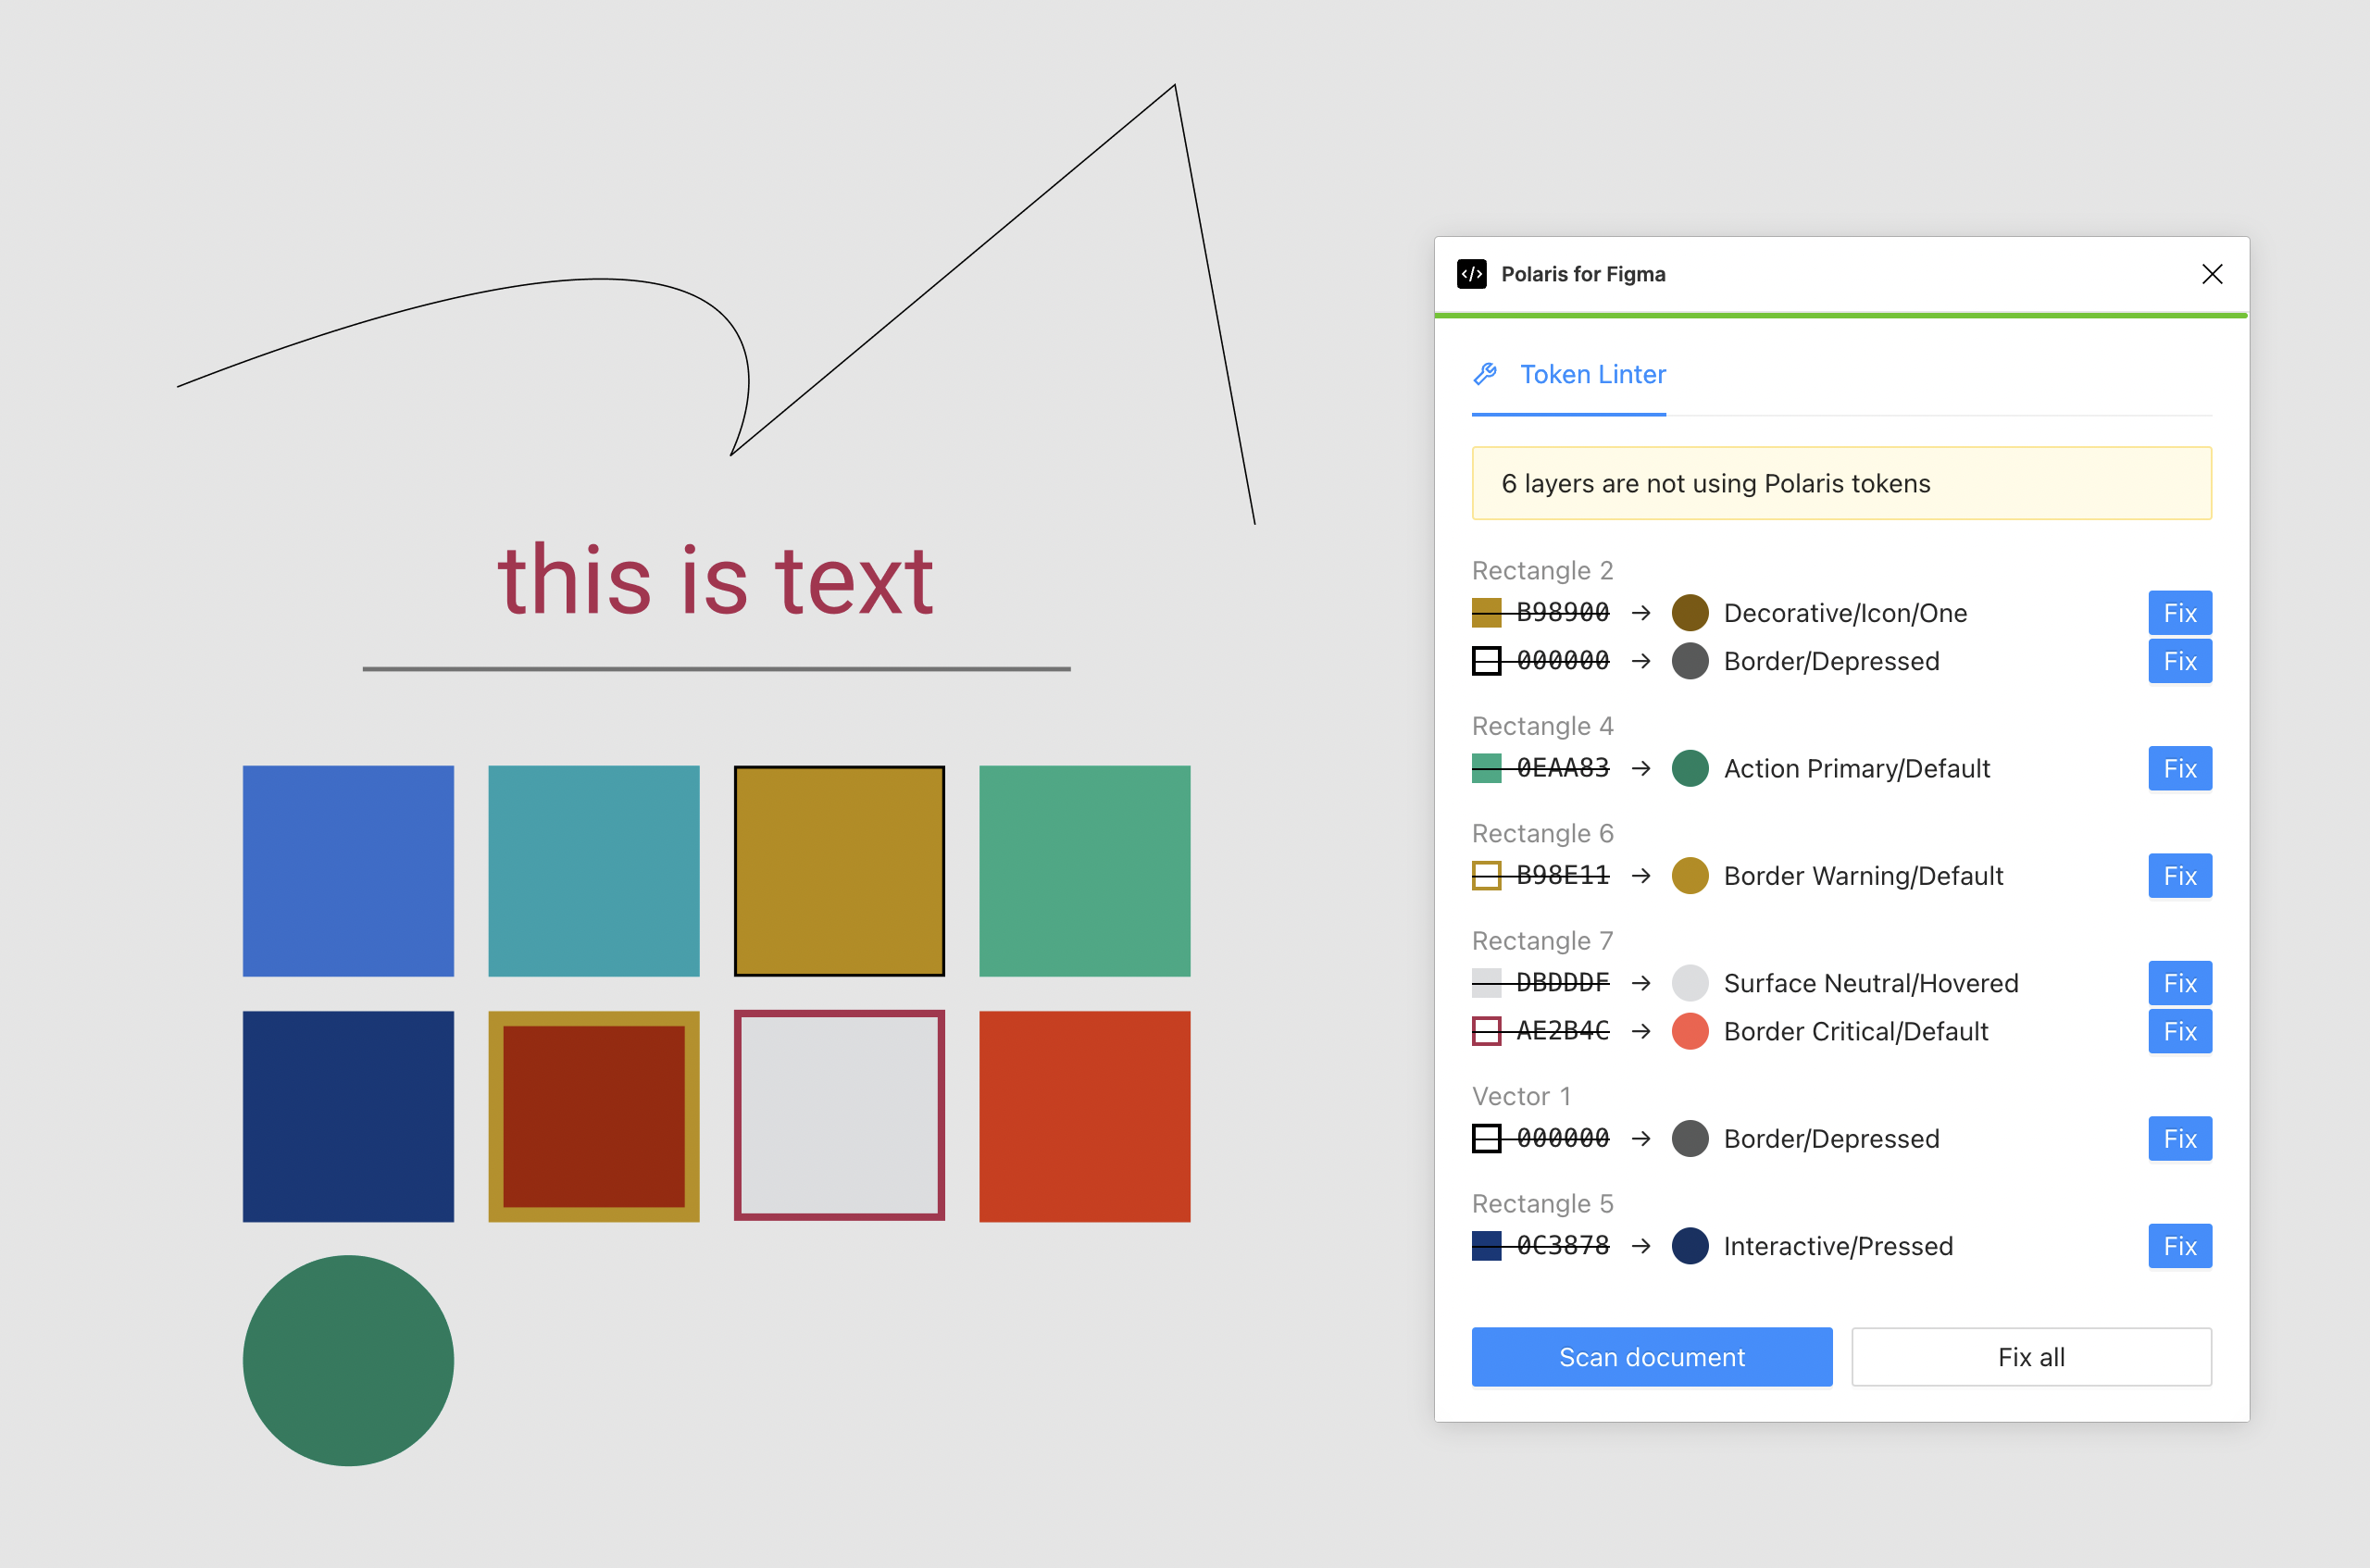 this is text
Polaris for Figma
Token Linter
6 layers are not using Polaris tokens
Rectangle 2
B98900 → Decorative/Icon/One Fix
000000 → Border/Depressed Fix
Rectangle 4
0EAA83 → Action Primary/Default Fix
Rectangle 6
B98E11 → Border Warning/Default Fix
Rectangle 7
DBDDDF → Surface Neutral/Hovered Fix
AE2B4C → Border Critical/Default Fix
Vector 1
000000 → Border/Depressed Fix
Rectangle 5
0C3878 → Interactive/Pressed Fix
Scan document Fix all